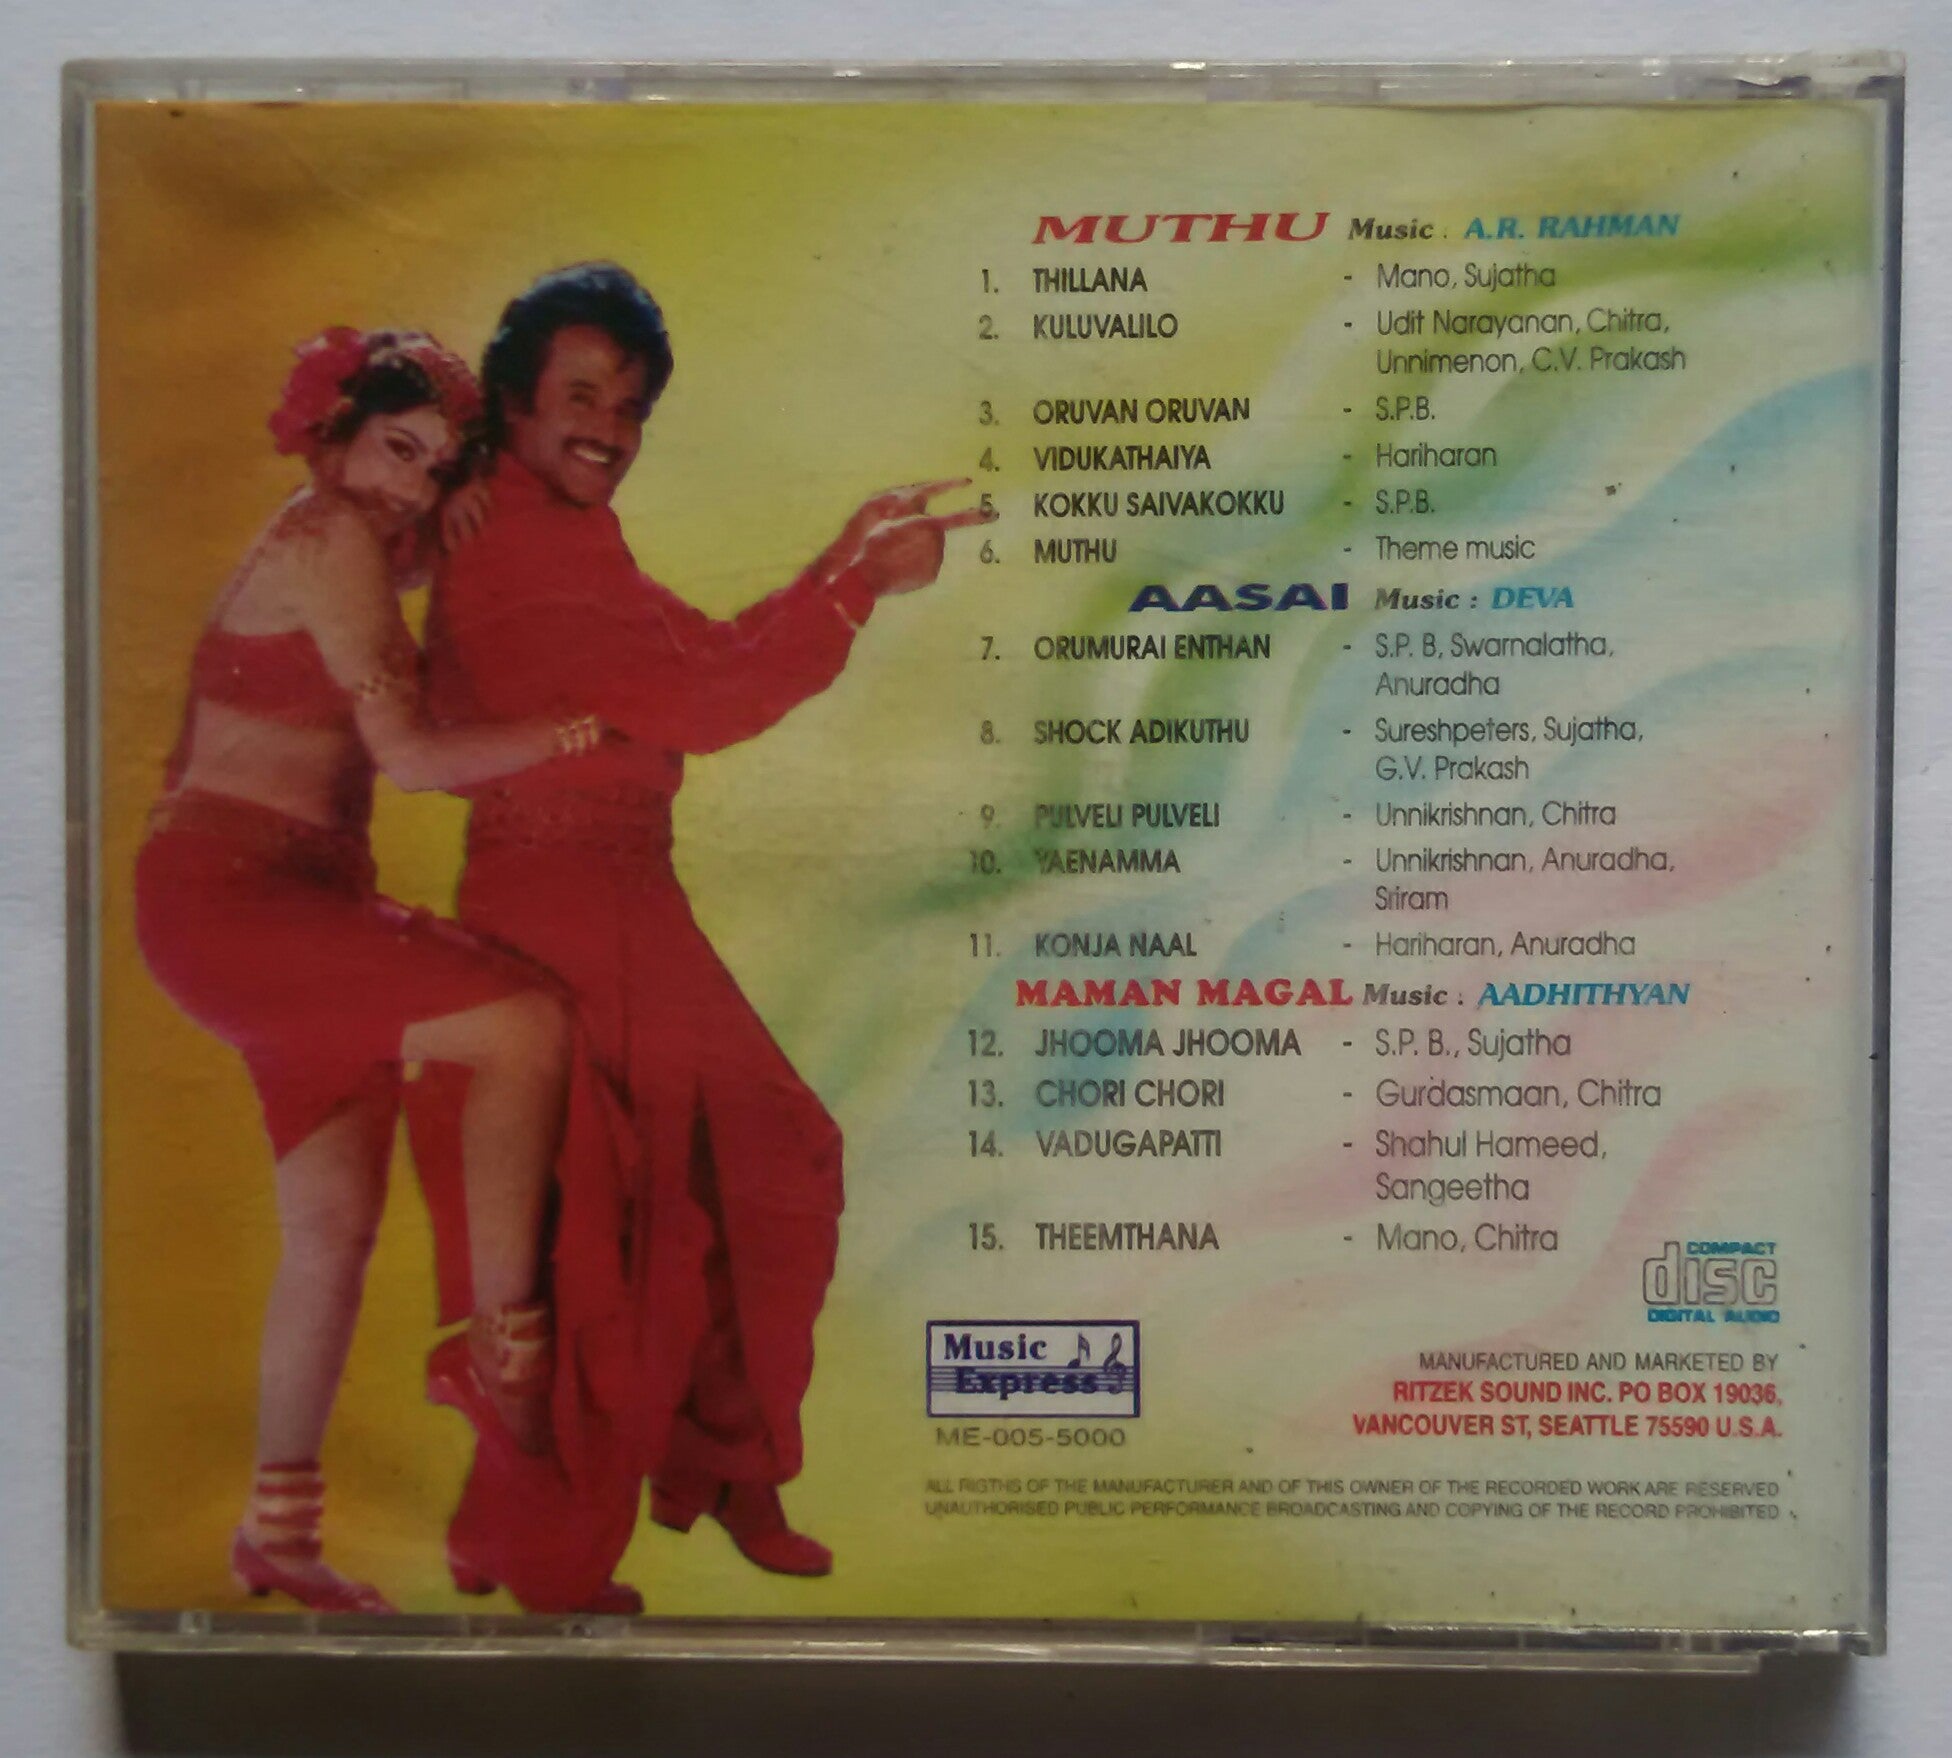 MUTHU Music : A.R. RAHMAN
1. THILLANA - Mano, Sujatha
2. KULUVALILO - Udit Narayanan, Chitra,
Unnimenon, C.V. Prakash
3. ORUVAN ORUVAN - S.P.B.
4. VIDUKATHAIYA - Hariharan
5. KOKKU SAIVAKOKKU - S.P.B.
6. MUTHU - Theme music
AASAI Music : DEVA
7. ORUMURAI ENTHAN - S.P. B, Swarnalatha,
Anuradha
8. SHOCK ADIKUTHU - Sureshpeters, Sujatha,
G.V. Prakash
9. PULVELI PULVELI - Unnikrishnan, Chitra
10. YAENAMMA - Unnikrishnan, Anuradha,
Sriram
11. KONJA NAAL - Hariharan, Anuradha
MAMAN MAGAL Music : AADHITHYAN
12. JHOOMA JHOOMA - S.P. B., Sujatha
13. CHORI CHORI - Gurdasmaan, Chitra
14. VADUGAPATTI - Shahul Hameed,
Sangeetha
15. THEEMTHANA - Mano, Chitra
COMPACT
disc
DIGITAL AUDIO
Music
Express
ME-005-5000
MANUFACTURED AND MARKETED BY
RITZEK SOUND INC. PO BOX 19036,
VANCOUVER ST, SEATTLE 75590 U.S.A.
ALL RIGTHS OF THE MANUFACTURER AND OF THIS OWNER OF THE RECORDED WORK ARE RESERVED
UNAUTHORISED PUBLIC PERFORMANCE BROADCASTING AND COPYING OF THE RECORD PROHIBITED